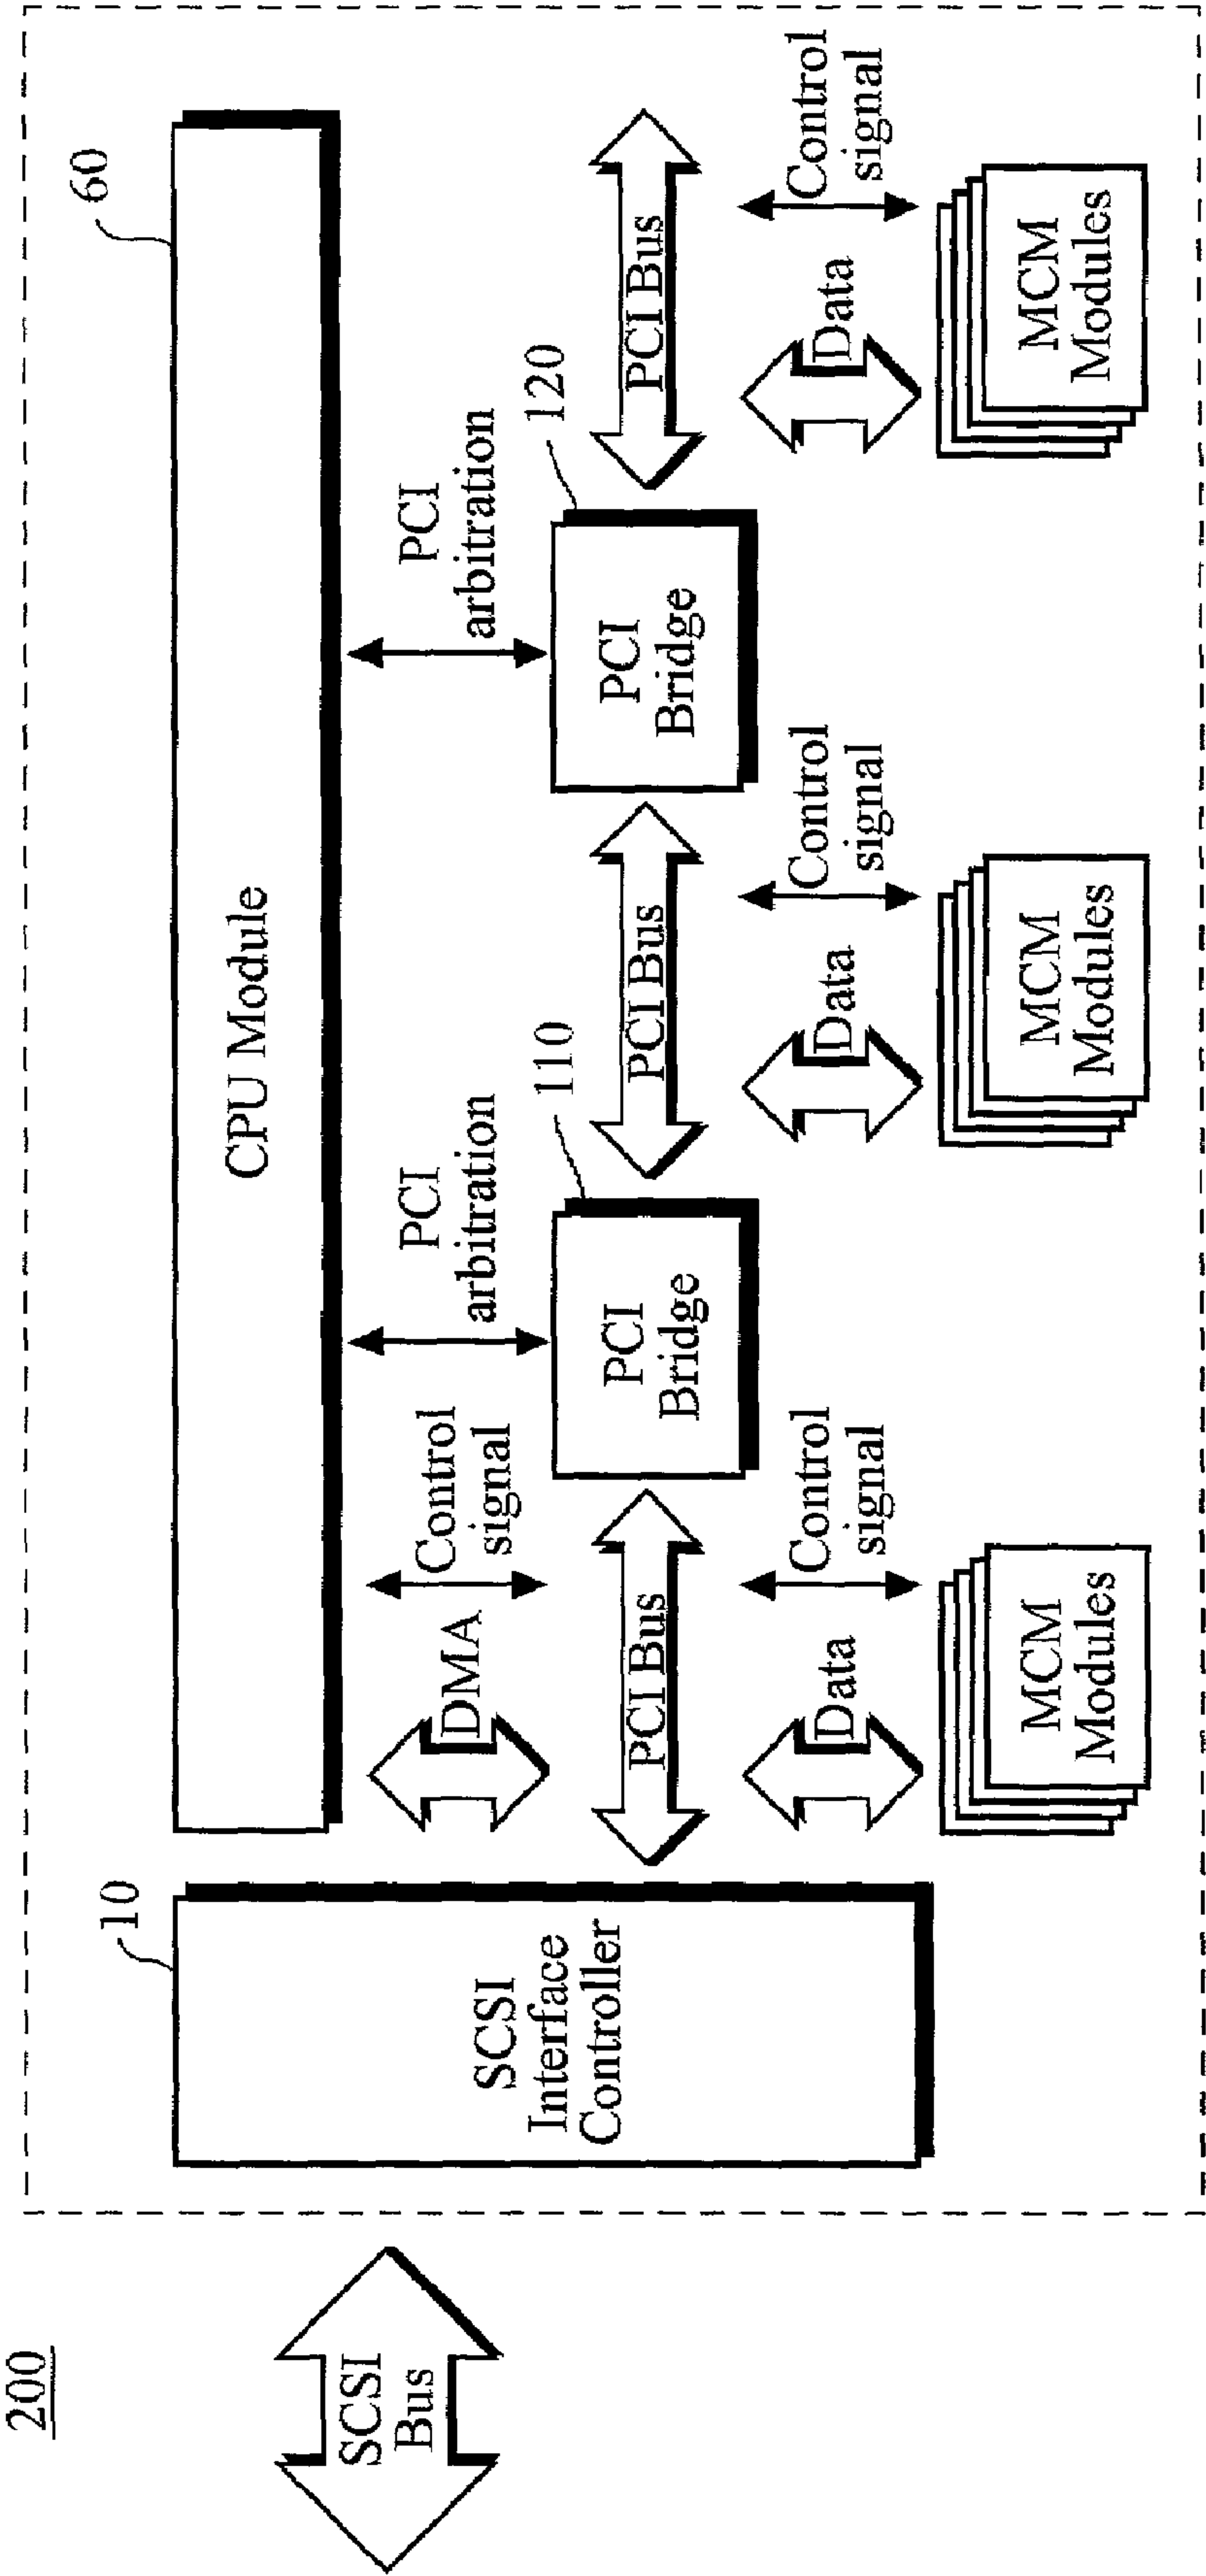 200
SCSI
Bus
10
SCSI
Interface
Controller
60
CPU Module
DMA
Control
signal
PCI
arbitration
PCI
arbitration
PCI Bus
110
PCI
Bridge
PCI Bus
120
PCI
Bridge
PCI Bus
Data
Control
signal
Data
Control
signal
Data
Control
signal
MCM
Modules
MCM
Modules
MCM
Modules